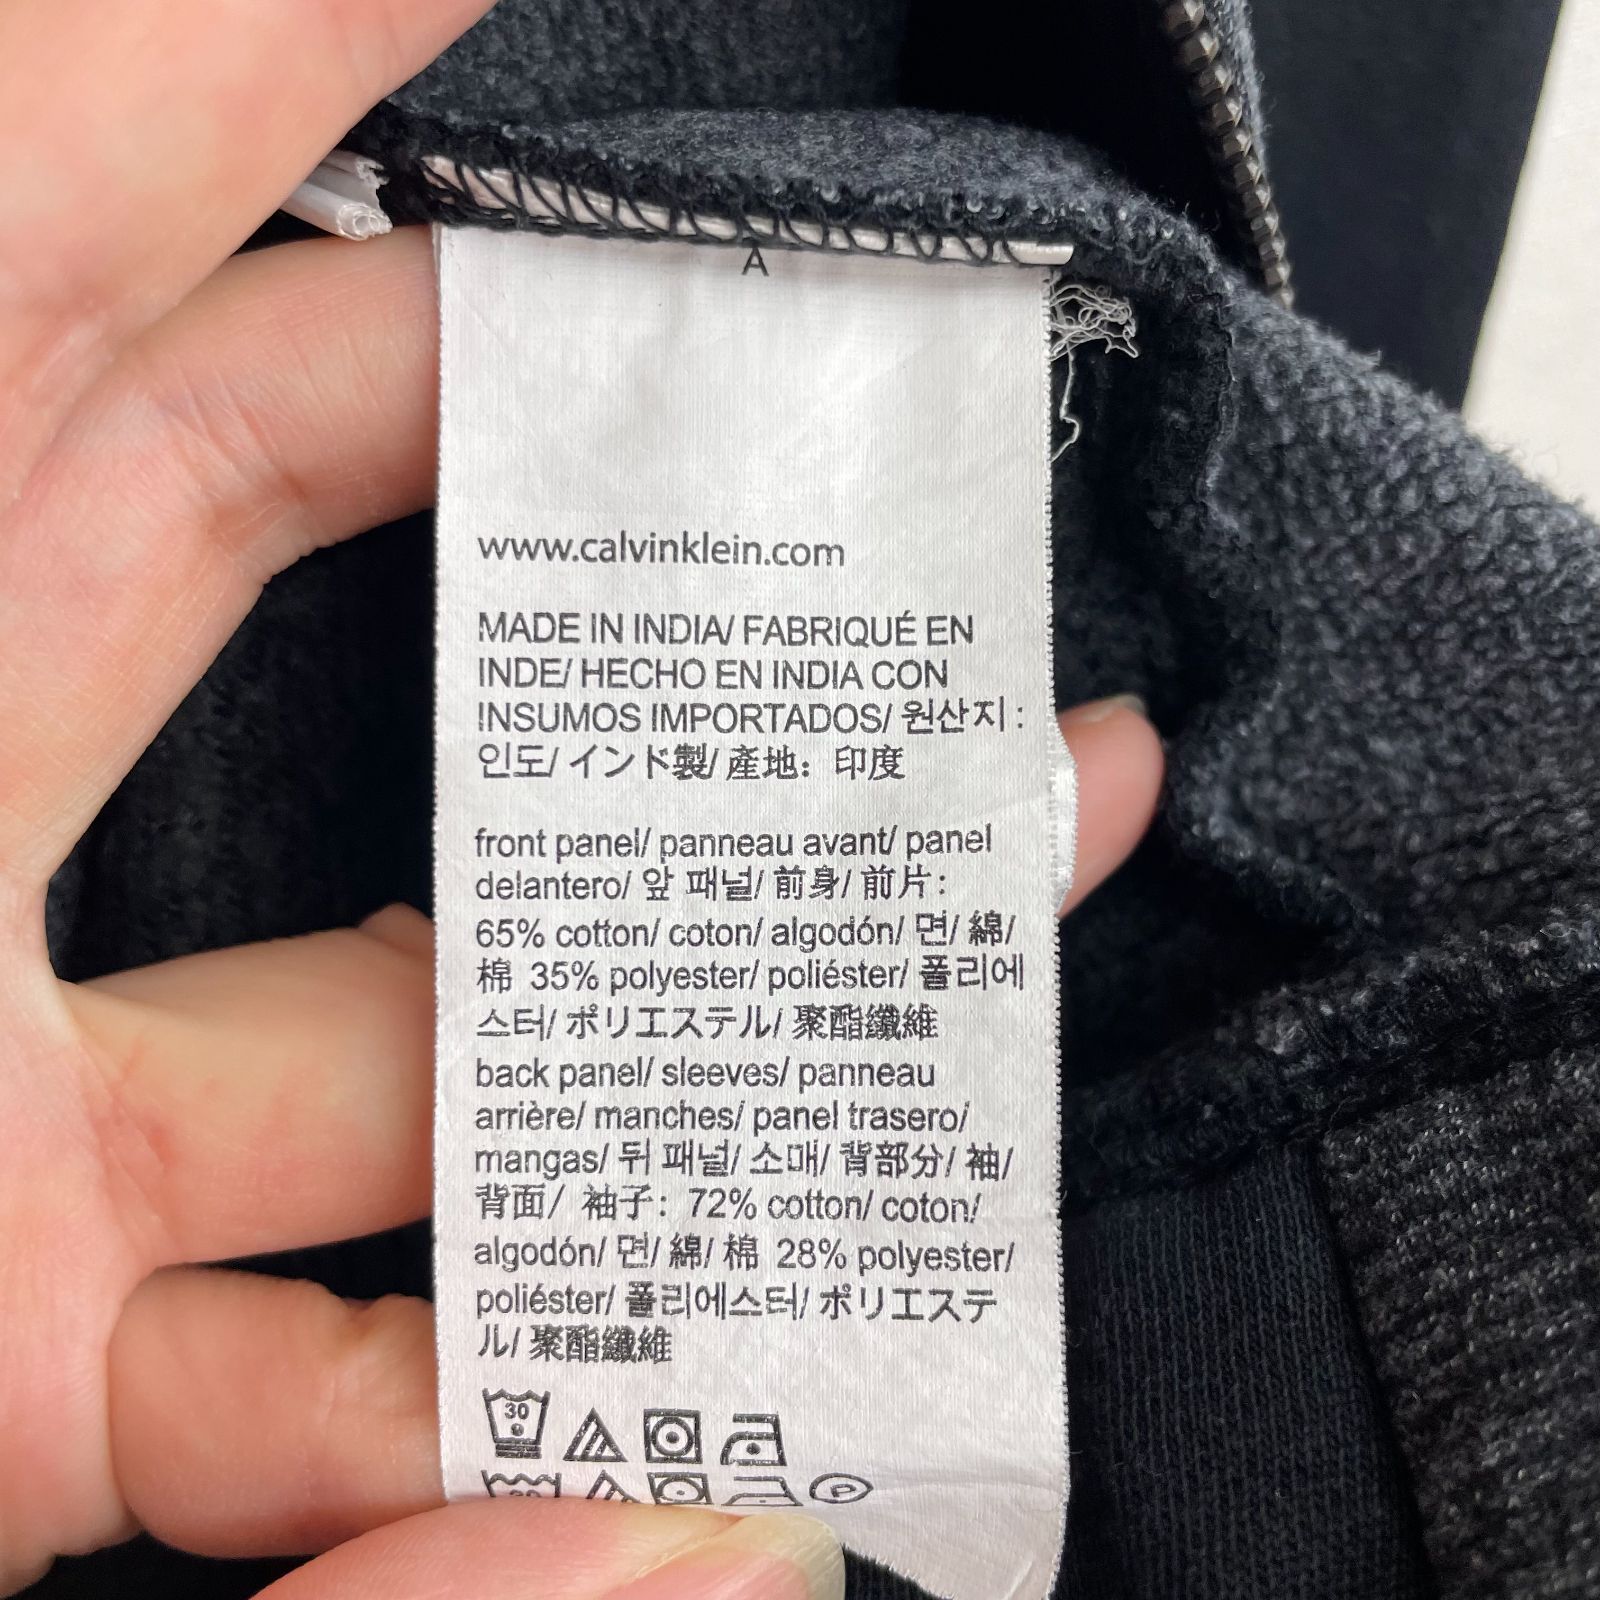 A
www.calvinklein.com
MADE IN INDIA/ FABRIQUÉ EN
INDE/ HECHO EN INDIA CON
INSUMOS IMPORTADOS/ 원산지 :
인도/ インド製/ 產地: 印度
front panel/ panneau avant/ panel
delantero/ 앞 패널/ 前身/ 前片:
65% cotton/ coton/ algodón/ 면/ 綿/
棉 35% polyester/ poliéster/ 폴리에
스터/ ポリエステル/ 聚酯纖維
back panel/ sleeves/ panneau
arrière/ manches/ panel trasero/
mangas/ 뒤 패널/ 소매/ 背部分/ 袖/
背面/ 袖子: 72% cotton/ coton/
algodón/ 면/ 綿/ 棉 28% polyester/
poliéster/ 폴리에스터/ ポリエステ
ル/ 聚酯纖維
30
30 P